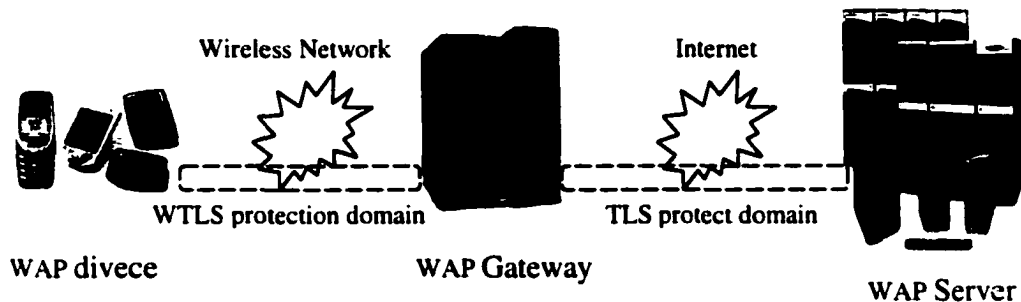 Wireless Network
Internet
WTLS protection domain
TLS protect domain
WAP divece
WAP Gateway
WAP Server